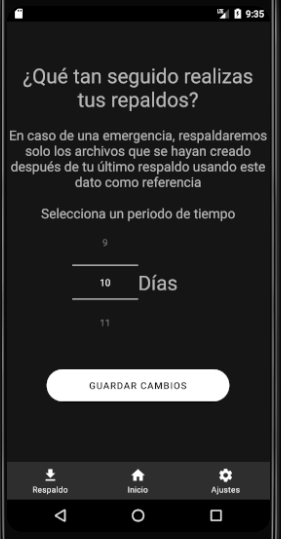 9:35
¿Qué tan seguido realizas
tus repaldos?
En caso de una emergencia, respaldaremos
solo los archivos que se hayan creado
después de tu último respaldo usando este
dato como referencia
Selecciona un periodo de tiempo
9
10 Días
11
GUARDAR CAMBIOS
Respaldo Inicio Ajustes